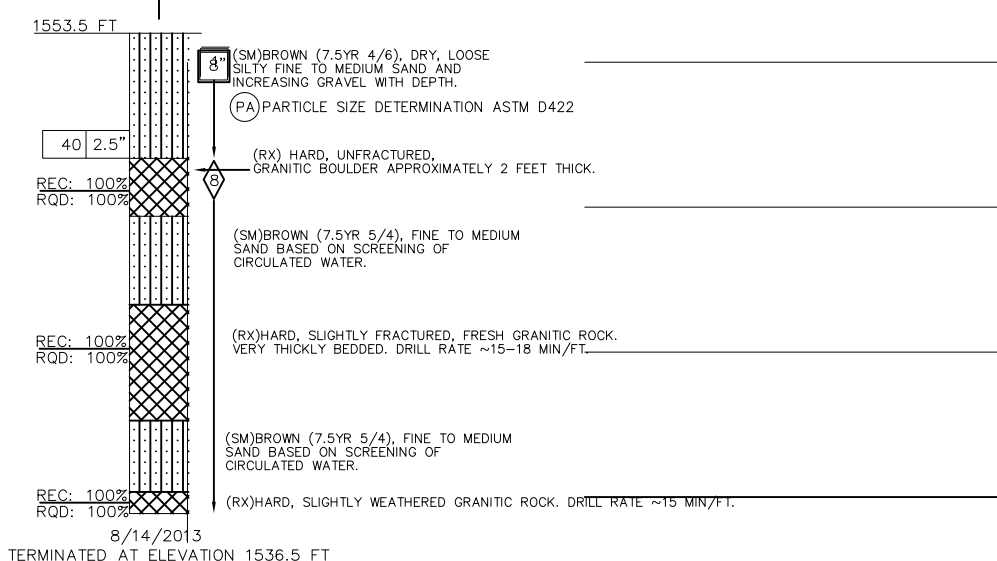 1553.5 FT
8"
(SM)BROWN (7.5YR 4/6), DRY, LOOSE
SILTY FINE TO MEDIUM SAND AND
INCREASING GRAVEL WITH DEPTH.
PA PARTICLE SIZE DETERMINATION ASTM D422
40 2.5"
(RX) HARD, UNFRACTURED,
GRANITIC BOULDER APPROXIMATELY 2 FEET THICK.
8
REC: 100%
RQD: 100%
(SM)BROWN (7.5YR 5/4), FINE TO MEDIUM
SAND BASED ON SCREENING OF
CIRCULATED WATER.
REC: 100%
RQD: 100%
(RX)HARD, SLIGHTLY FRACTURED, FRESH GRANITIC ROCK.
VERY THICKLY BEDDED. DRILL RATE ~15–18 MIN/FT.
(SM)BROWN (7.5YR 5/4), FINE TO MEDIUM
SAND BASED ON SCREENING OF
CIRCULATED WATER.
REC: 100%
RQD: 100%
(RX)HARD, SLIGHTLY WEATHERED GRANITIC ROCK. DRILL RATE ~15 MIN/FT.
8/14/2013
TERMINATED AT ELEVATION 1536.5 FT